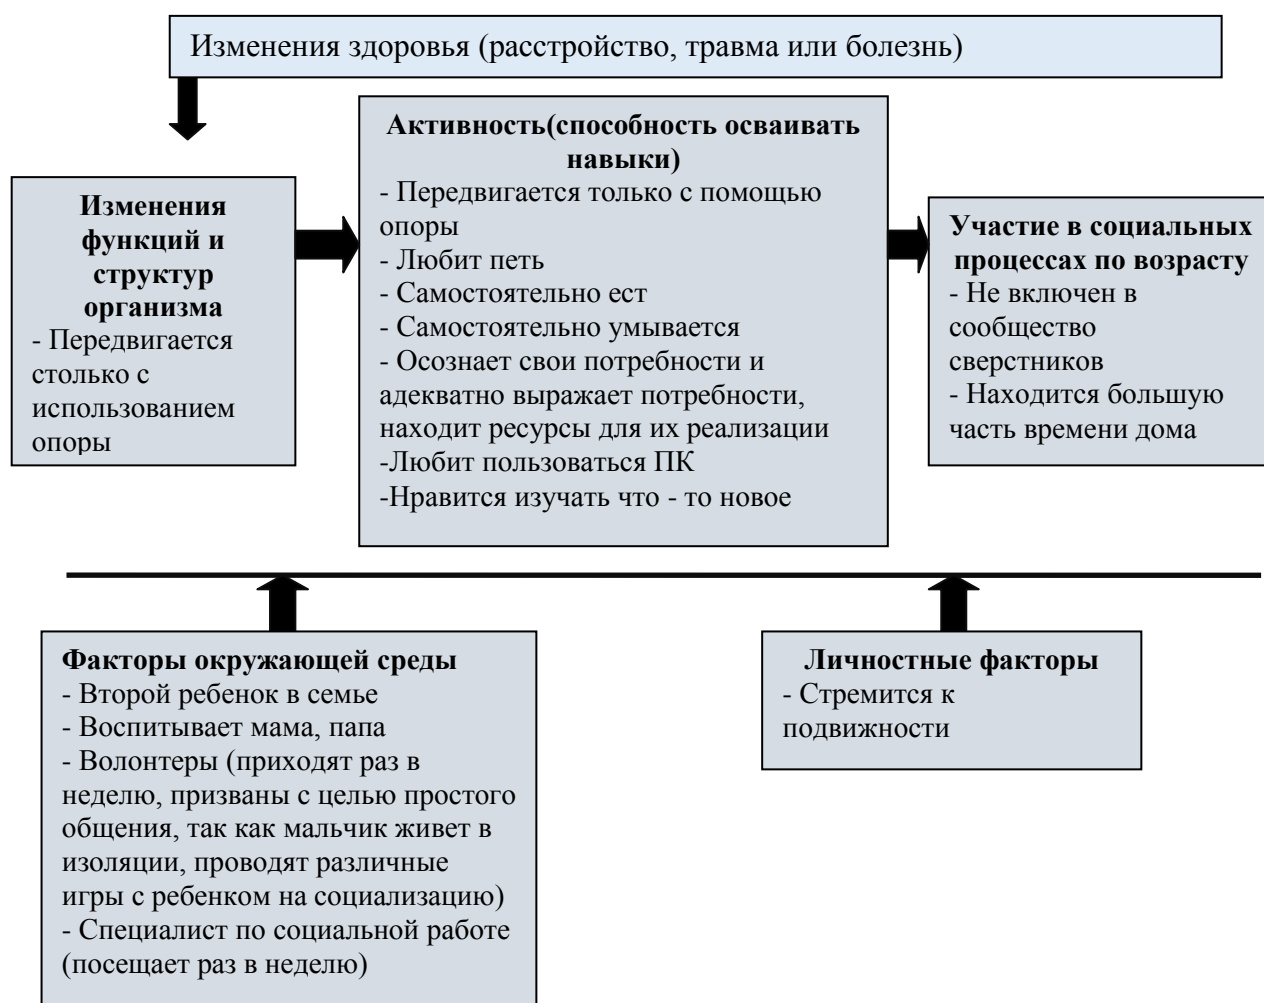 Изменения здоровья (расстройство, травма или болезнь)
Изменения
функций и
структур
организма
- Передвигается
столько с
использованием
опоры
Активность(способность осваивать
навыки)
- Передвигается только с помощью
опоры
- Любит петь
- Самостоятельно ест
- Самостоятельно умывается
- Осознает свои потребности и
адекватно выражает потребности,
находит ресурсы для их реализации
-Любит пользоваться ПК
-Нравится изучать что - то новое
Участие в социальных
процессах по возрасту
- Не включен в
сообщество
сверстников
- Находится большую
часть времени дома
Факторы окружающей среды
- Второй ребенок в семье
- Воспитывает мама, папа
- Волонтеры (приходят раз в
неделю, призваны с целью простого
общения, так как мальчик живет в
изоляции, проводят различные
игры с ребенком на социализацию)
- Специалист по социальной работе
(посещает раз в неделю)
Личностные факторы
- Стремится к
подвижности